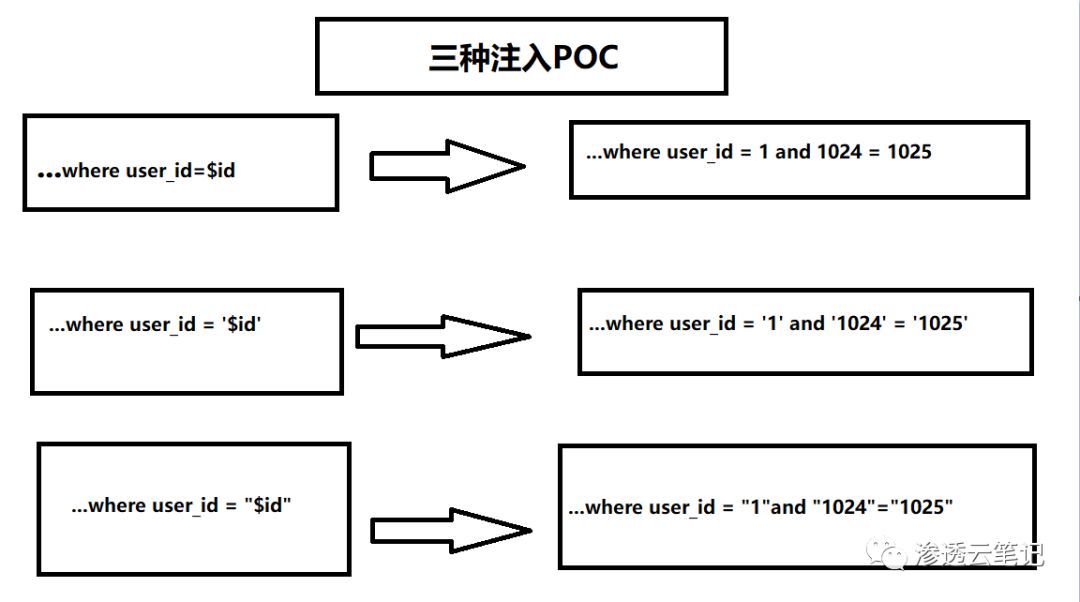 三种注入POC
...where user_id=$id
...where user_id = 1 and 1024 = 1025
...where user_id = '$id'
...where user_id = '1' and '1024' = '1025'
...where user_id = "$id"
...where user_id = "1"and "1024"="1025"
渗透云笔记